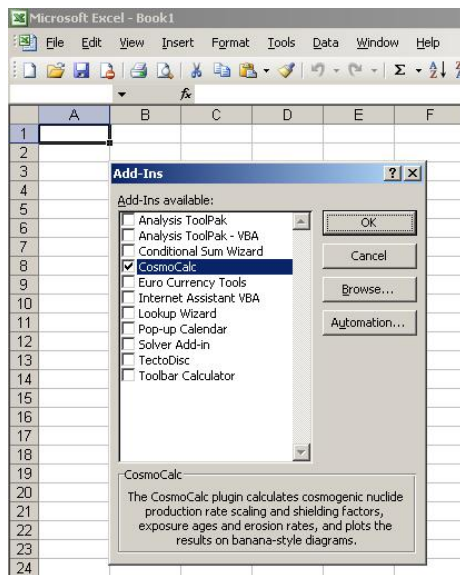 Microsoft Excel - Book1
File Edit View Insert Format Tools Data Window Help
fx
A B C D E F
1
2
3
4
5
6
7
8
9
10
11
12
13
14
15
16
17
18
19
20
21
22
23
24
Add-Ins
Add-Ins available:
Analysis ToolPak
Analysis ToolPak - VBA
Conditional Sum Wizard
CosmoCalc
Euro Currency Tools
Internet Assistant VBA
Lookup Wizard
Pop-up Calendar
Solver Add-in
TectoDisc
Toolbar Calculator
OK
Cancel
Browse...
Automation...
CosmoCalc
The CosmoCalc plugin calculates cosmogenic nuclide
production rate scaling and shielding factors,
exposure ages and erosion rates, and plots the
results on banana-style diagrams.